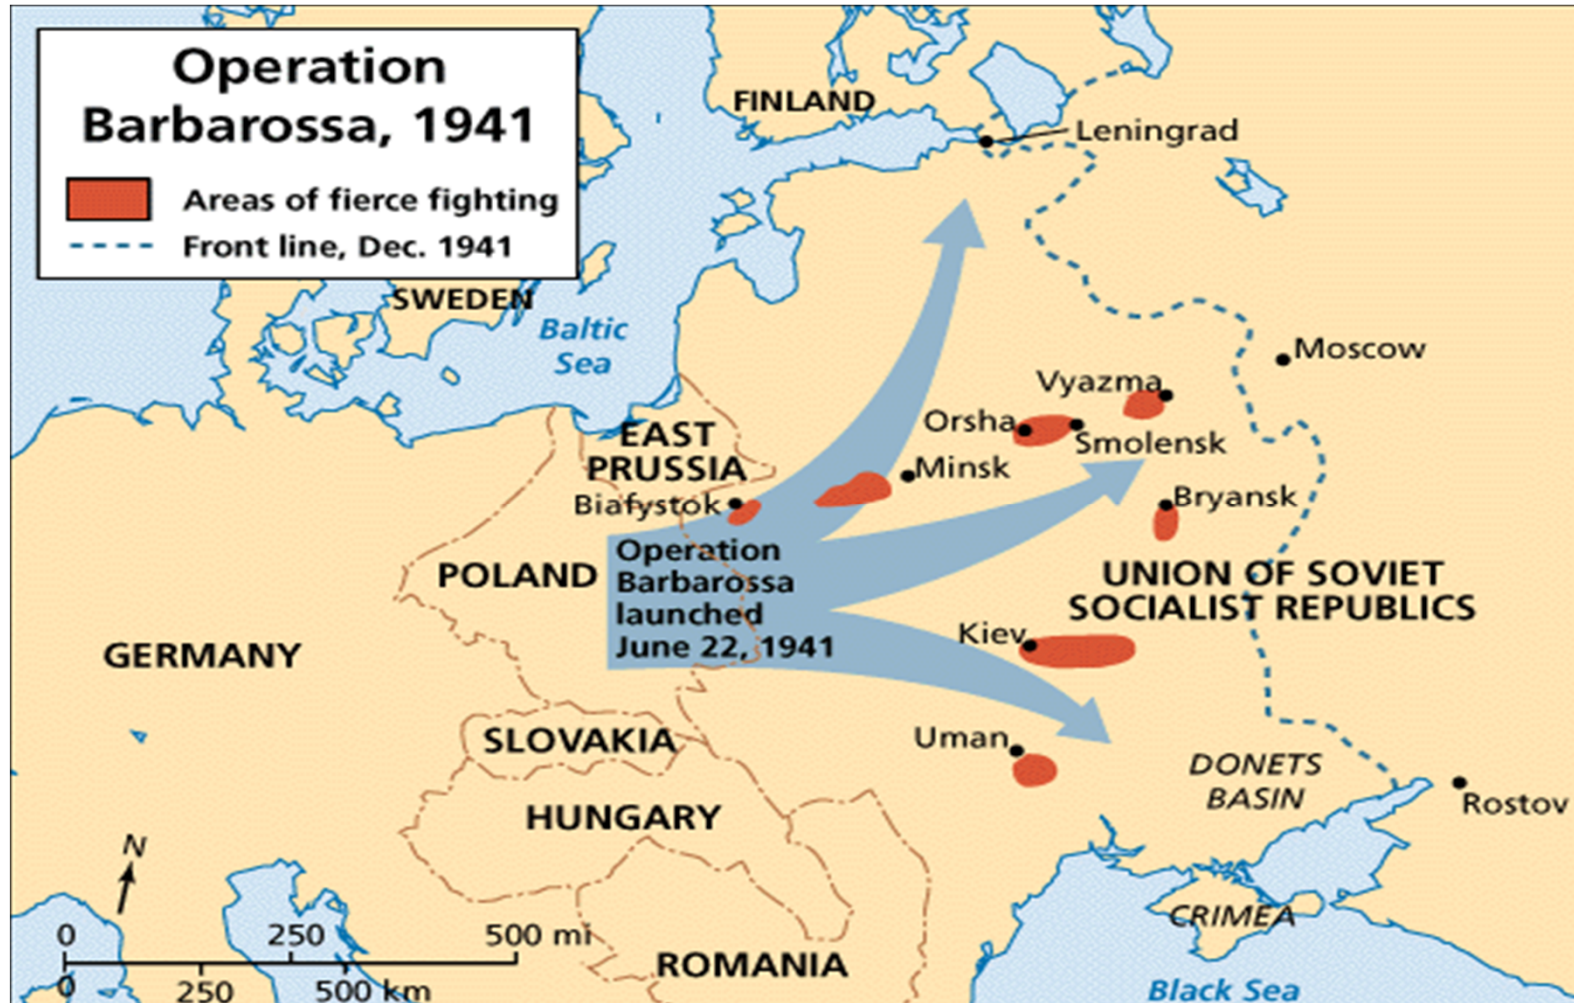 Operation
Barbarossa, 1941
Areas of fierce fighting
Front line, Dec. 1941
FINLAND
Leningrad
SWEDEN
Baltic
Sea
Moscow
Vyazma
Orsha
Smolensk
EAST
PRUSSIA
Minsk
Biafystok
Bryansk
Operation
Barbarossa
launched
June 22, 1941
POLAND
UNION OF SOVIET
SOCIALIST REPUBLICS
Kiev
GERMANY
SLOVAKIA
Uman
DONETS
BASIN
HUNGARY
Rostov
N
CRIMEA
0
250
500 mi
ROMANIA
0
250
500 km
Black Sea